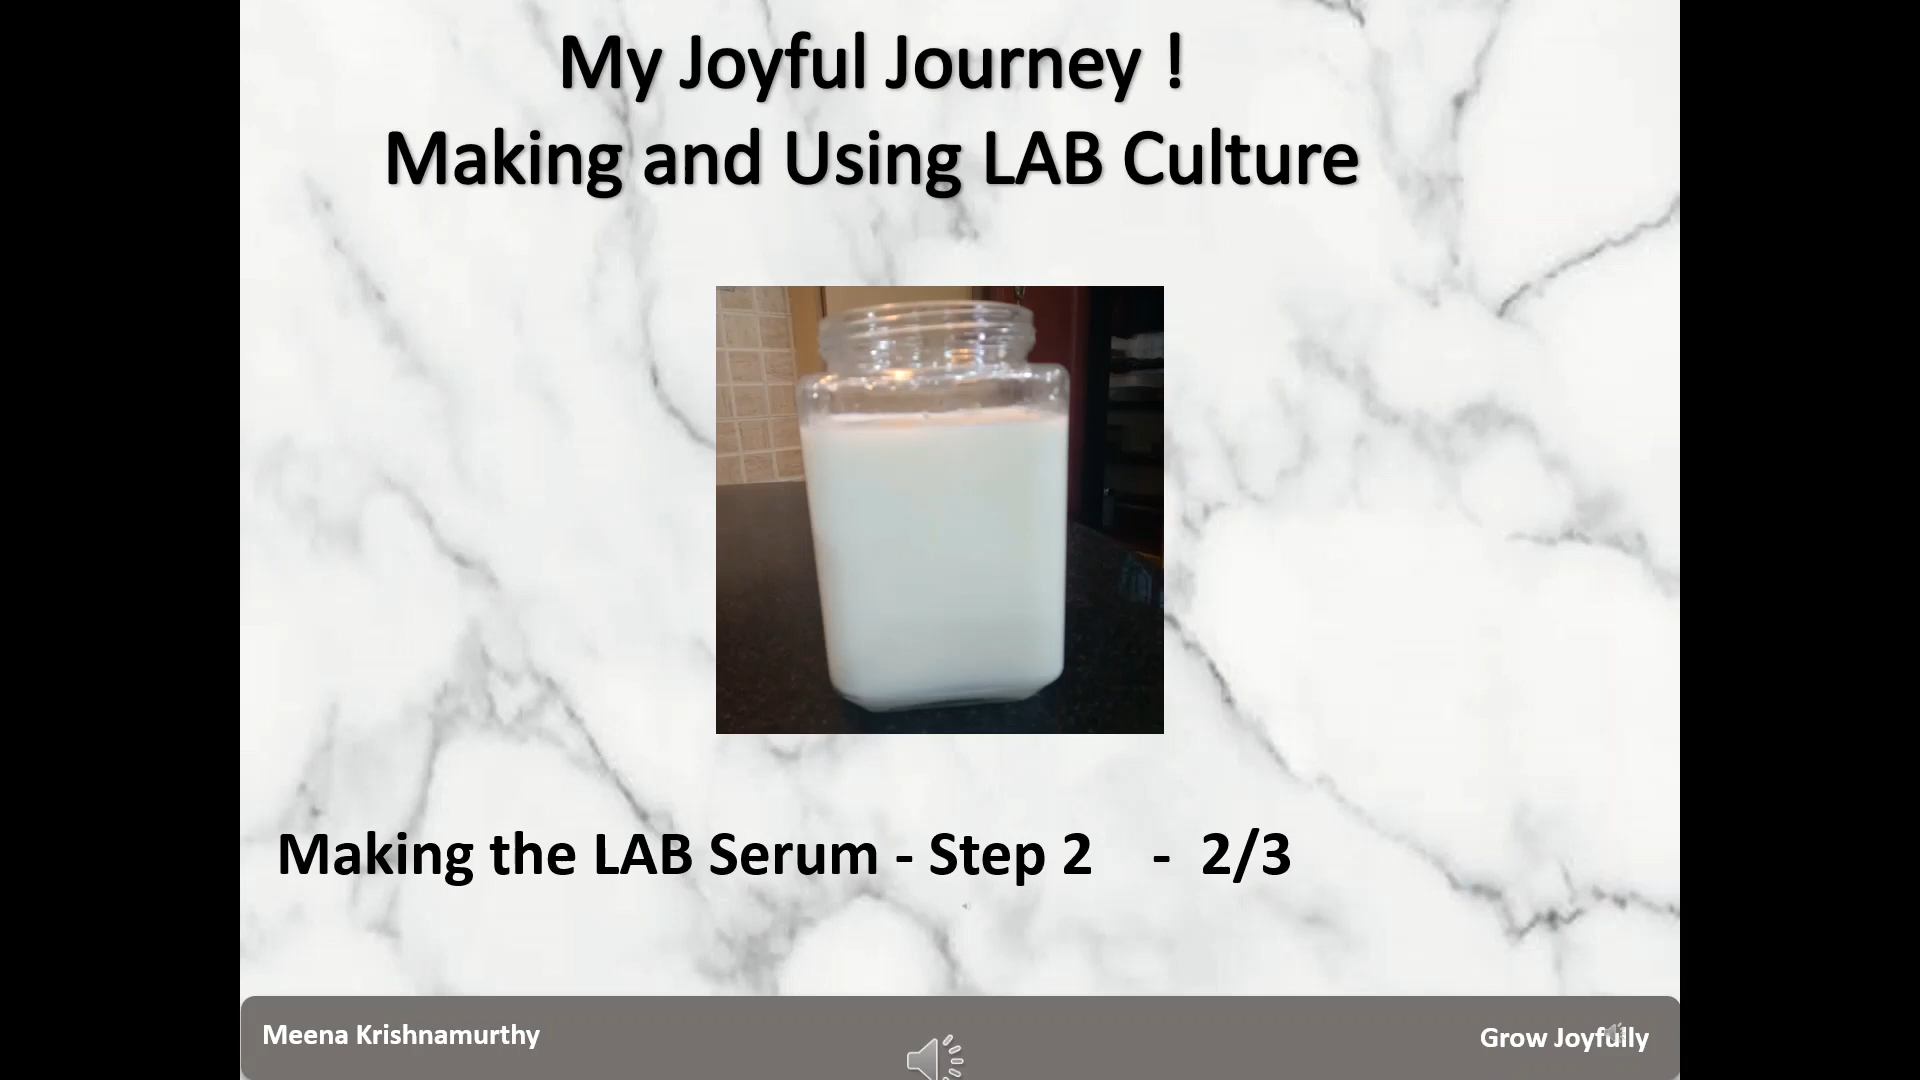 My Joyful Journey !
Making and Using LAB Culture
Making the LAB Serum - Step 2 - 2/3
Meena Krishnamurthy
Grow Joyfully